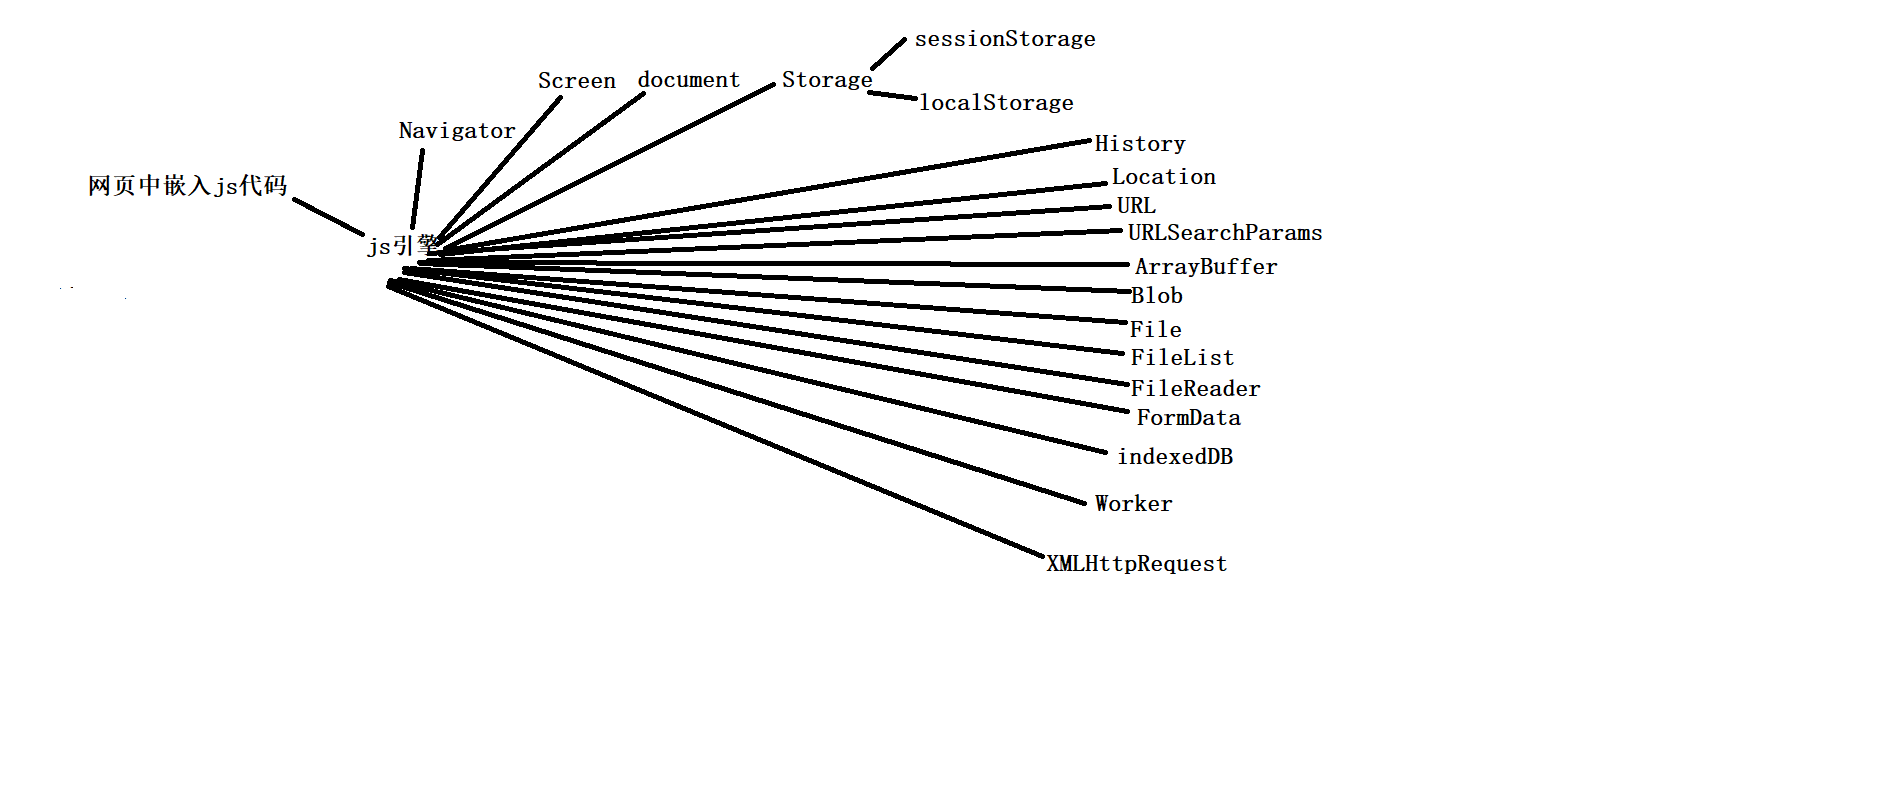 sessionStorage
Screen
document
Storage
localStorage
Navigator
History
Location
网页中嵌入js代码
URL
URLSearchParams
js引擎
ArrayBuffer
Blob
File
FileList
FileReader
FormData
indexedDB
Worker
XMLHttpRequest